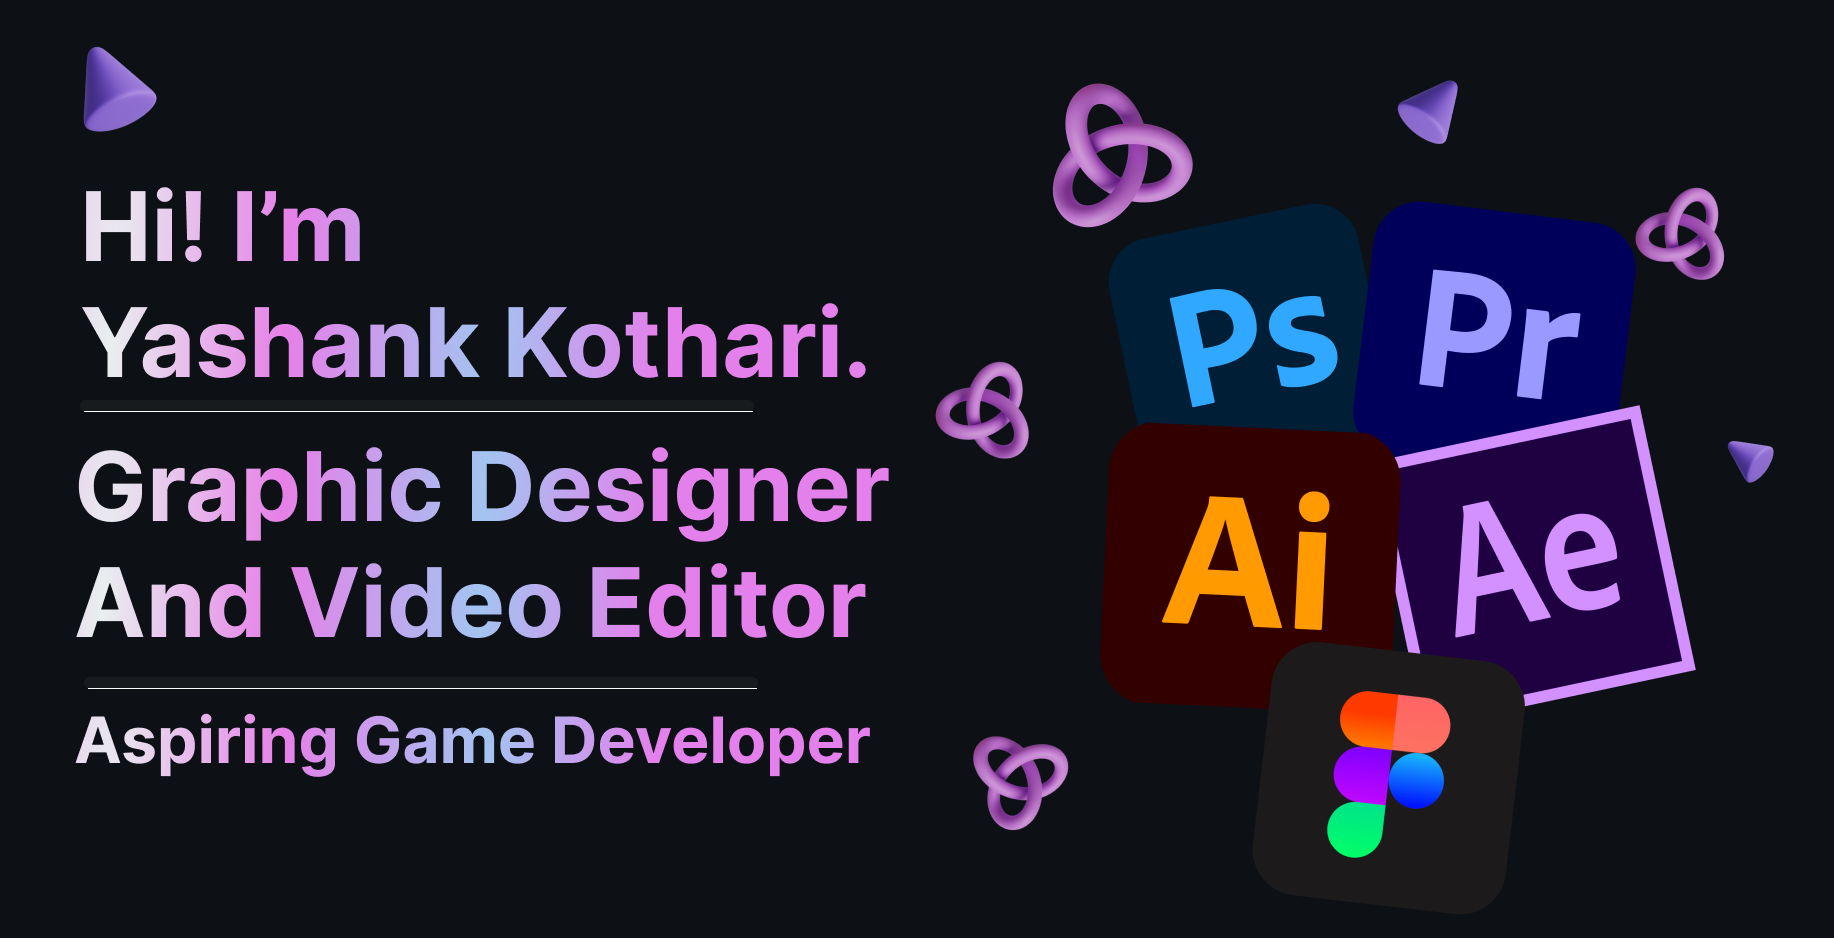 Hi! I’m
Yashank Kothari.
Graphic Designer
And Video Editor
Aspiring Game Developer
Ps
Pr
Ai
Ae